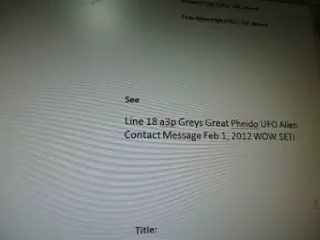 See
Line 18 a3p Greys Great Pheido UFO Alien
Contact Message Feb 1, 2012 WOW SETI
Title: